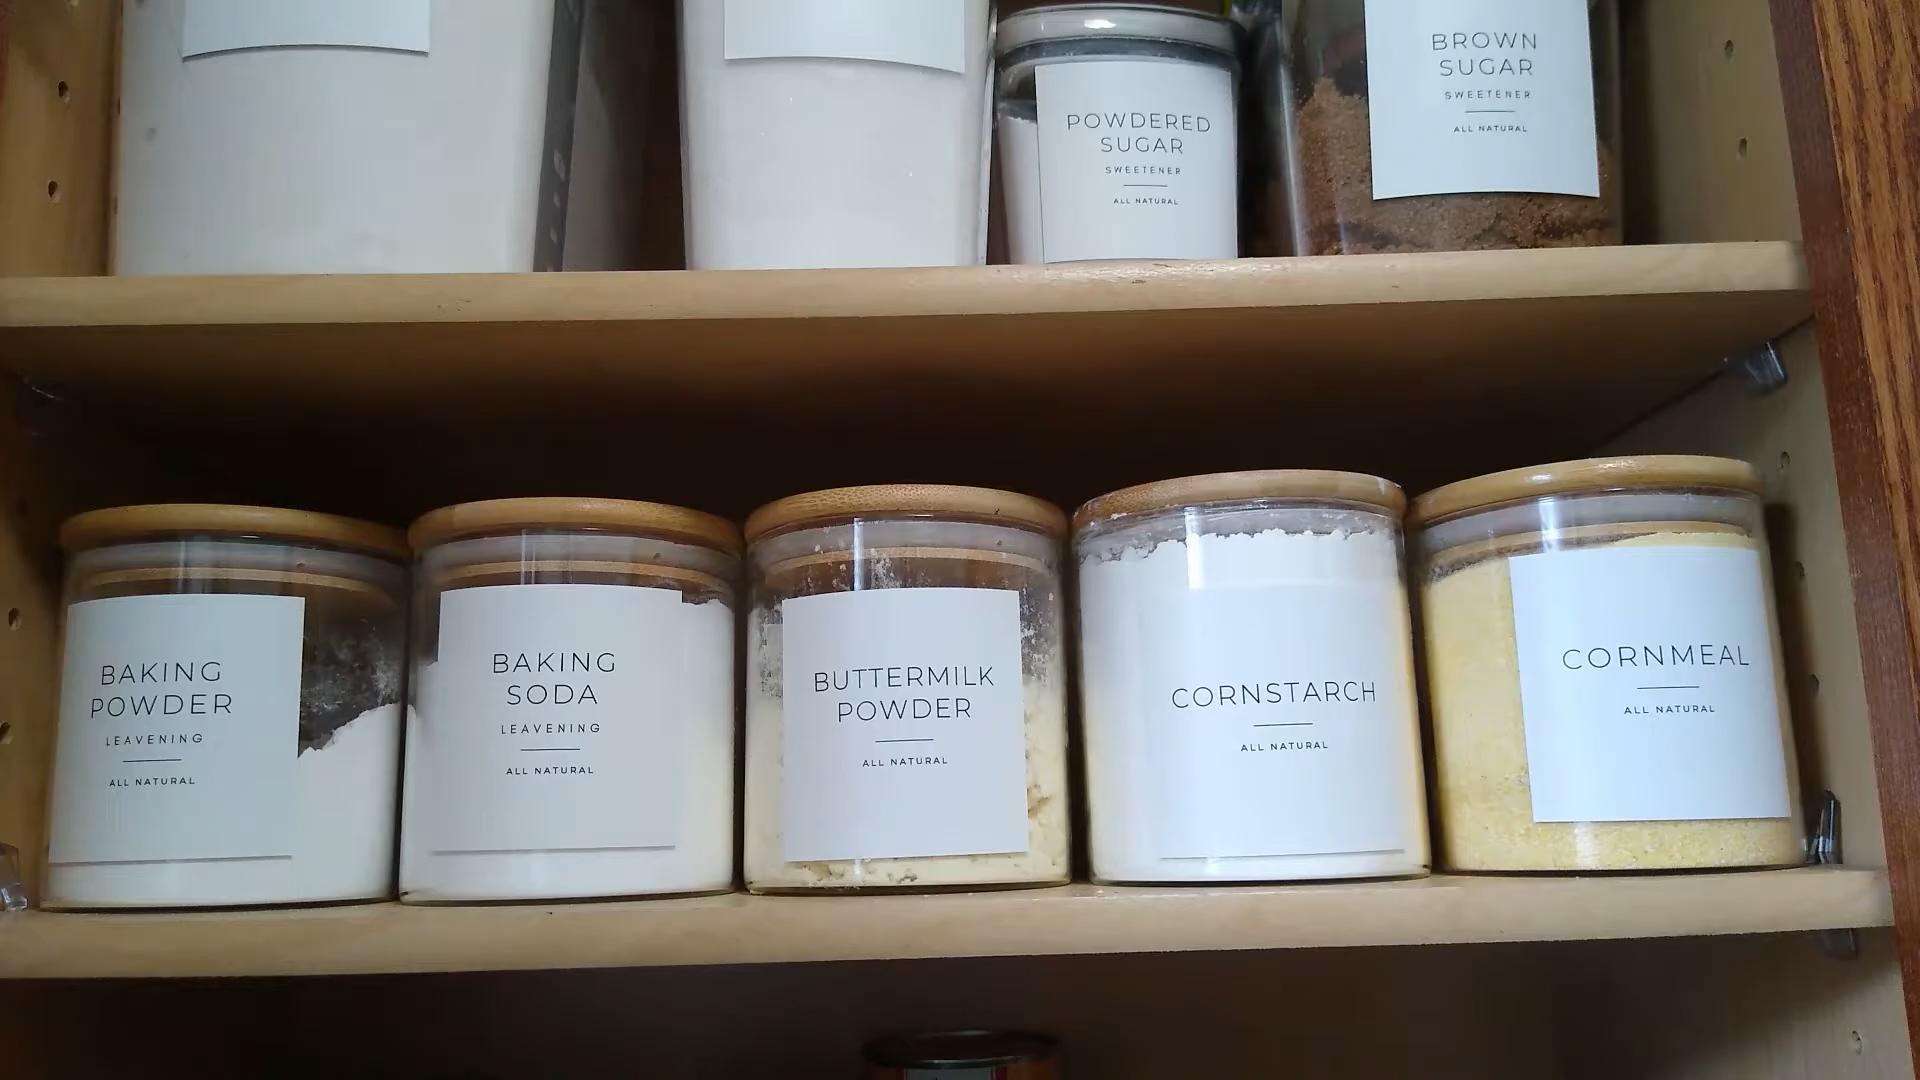 POWDERED
SUGAR
SWEETENER
ALL NATURAL
BROWN
SUGAR
SWEETENER
ALL NATURAL
BAKING
POWDER
LEAVENING
ALL NATURAL
BAKING
SODA
LEAVENING
ALL NATURAL
BUTTERMILK
POWDER
ALL NATURAL
CORNSTARCH
ALL NATURAL
CORNMEAL
ALL NATURAL